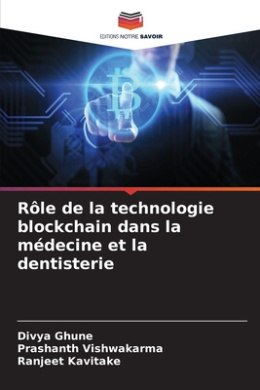 EDITIONS NOTRE SAVOIR
Rôle de la technologie
blockchain dans la
médecine et la
dentisterie
Divya Ghune
Prashanth Vishwakarma
Ranjeet Kavitake